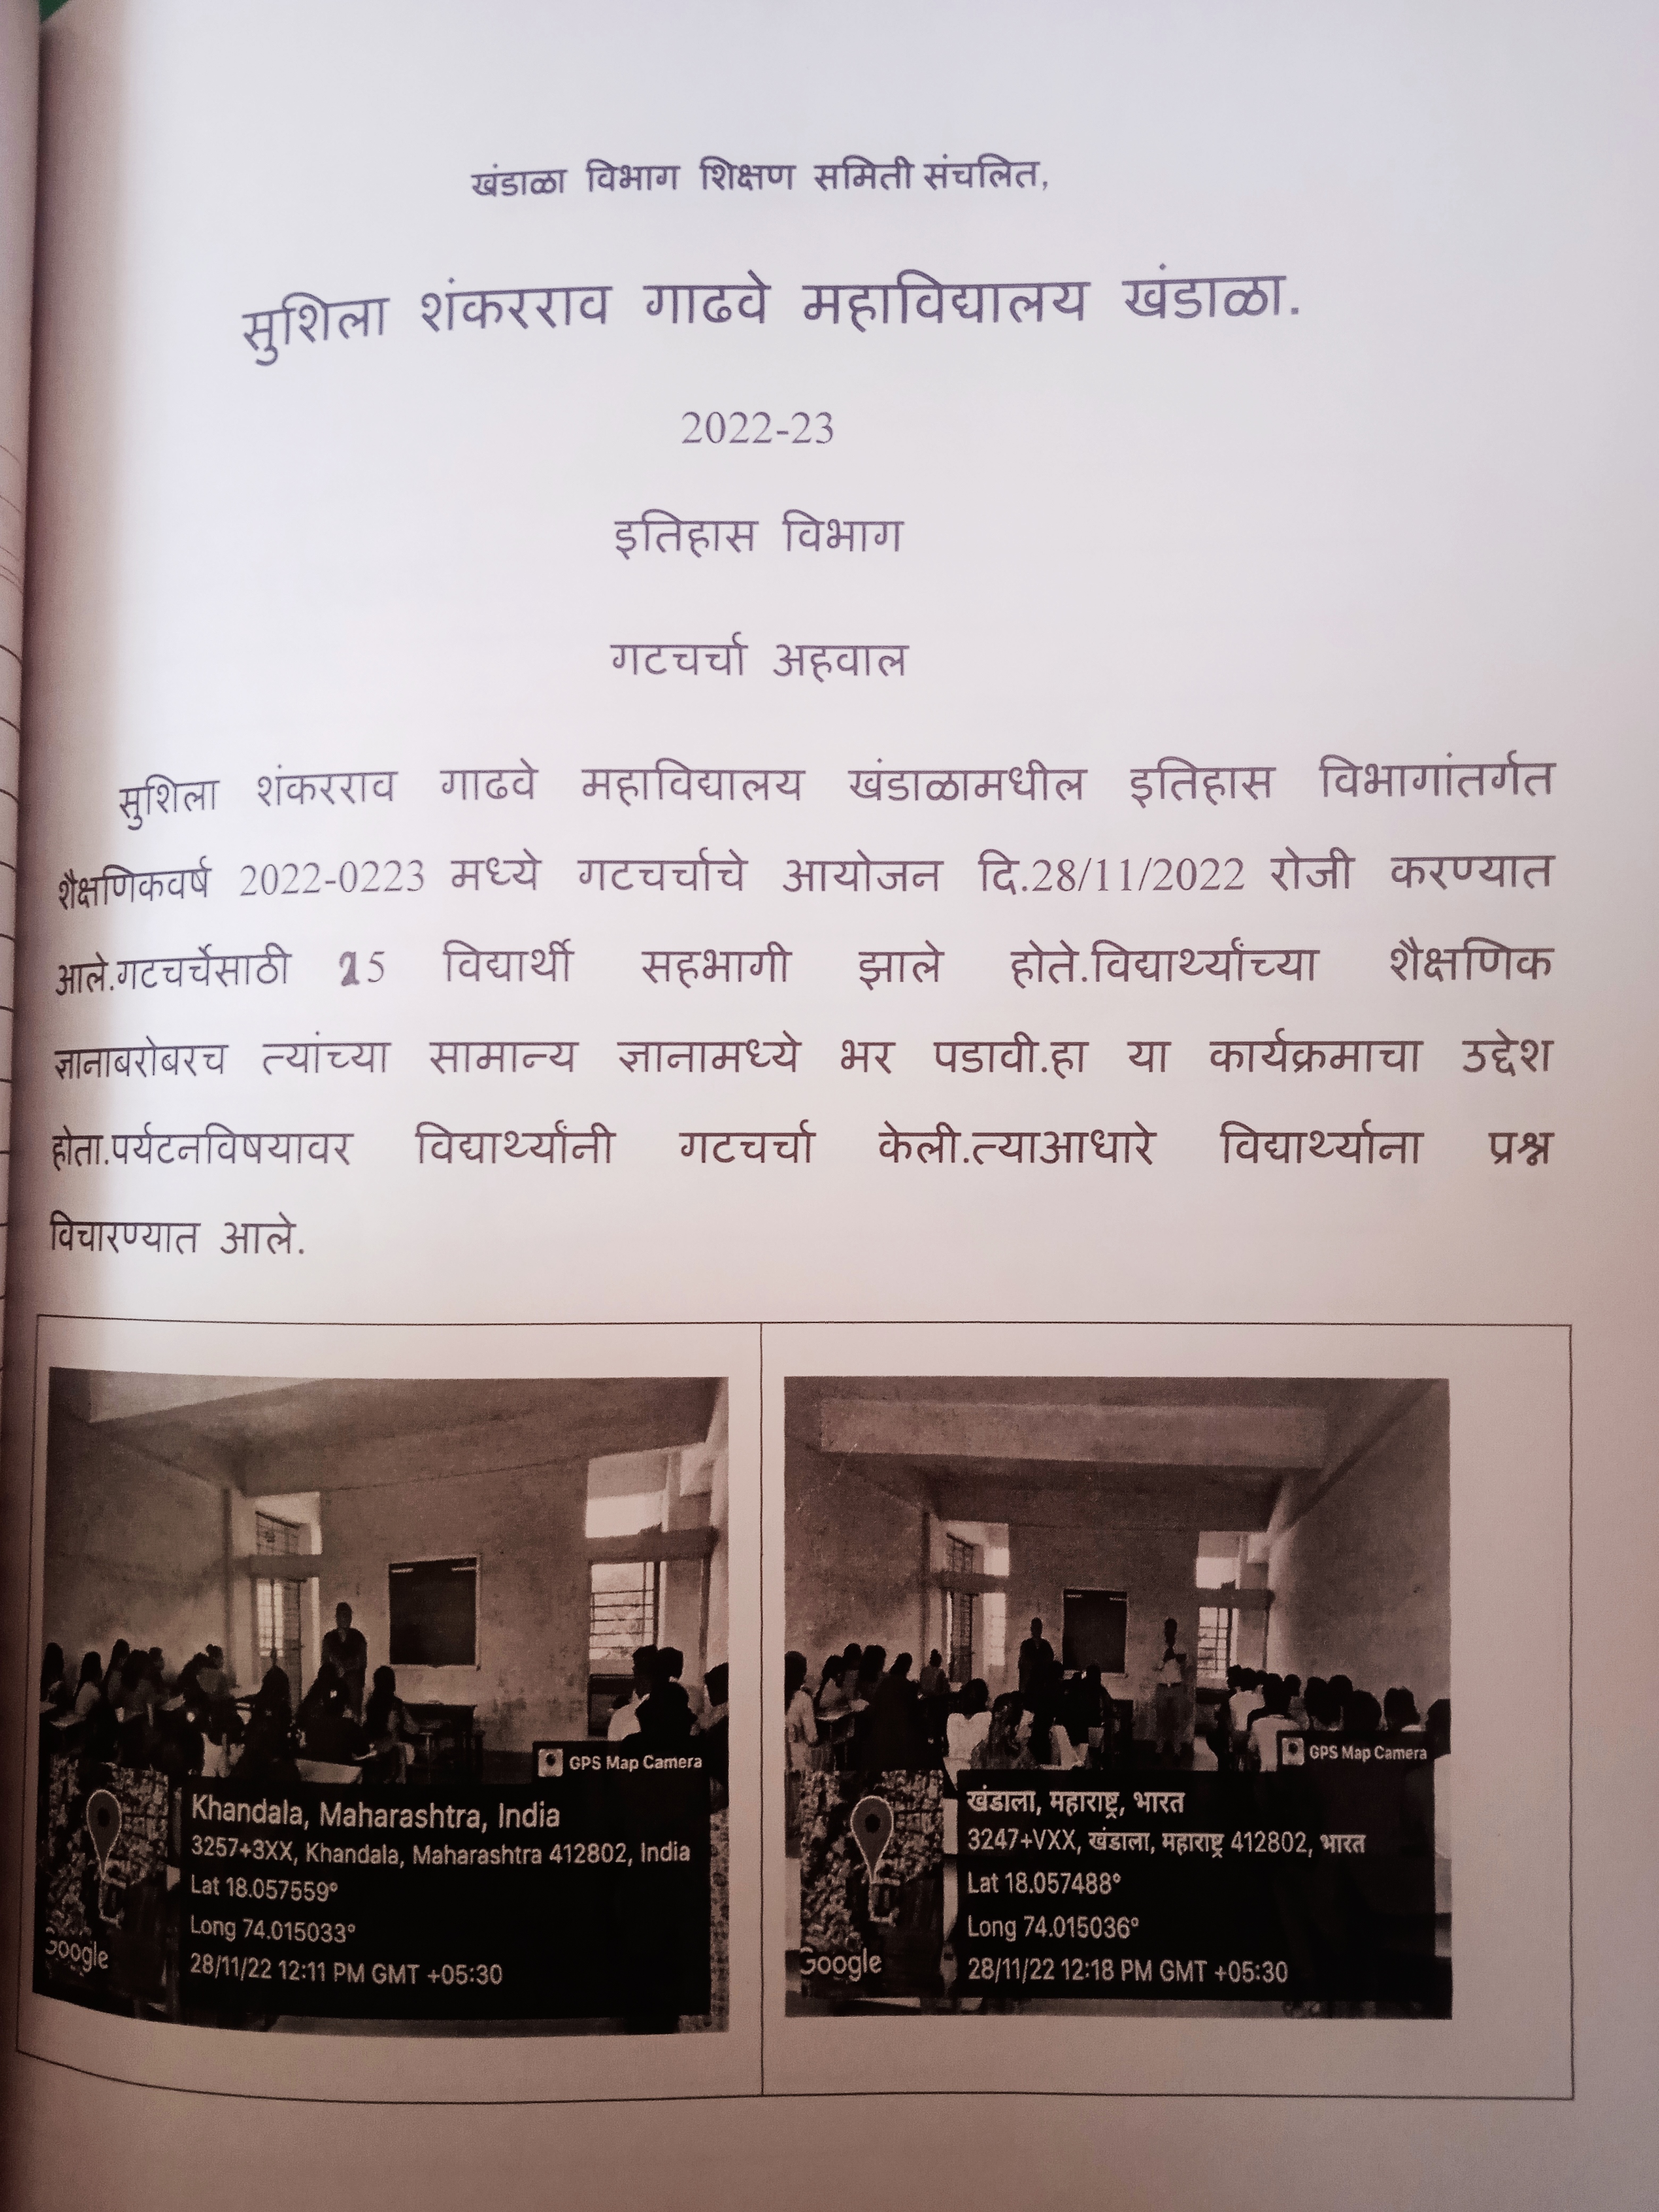 खंडाळा विभाग शिक्षण समिती संचलित,
सुशिला शंकरराव गाढवे महाविद्यालय खंडाळा.
2022-23
इतिहास विभाग
गटचर्चा अहवाल
सुशिला शंकरराव गाढवे महाविद्यालय खंडाळामधील इतिहास विभागांतर्गत
शैक्षणिकवर्ष 2022-0223 मध्ये गटचर्चाचे आयोजन दि.28/11/2022 रोजी करण्यात
आले.गटचर्चेसाठी विद्यार्थी सहभागी झाले होते.विद्यार्थ्यांच्या शैक्षणिक
ज्ञानाबरोबरच त्यांच्या सामान्य ज्ञानामध्ये भर पडावी.हा या कार्यक्रमाचा उद्देश
होता.पर्यटनविषयावर विद्यार्थ्यांनी गटचर्चा केली.त्याआधारे विद्यार्थ्याना प्रश्न
विचारण्यात आले.
GPS Map Camera
Khandala, Maharashtra, India
3257+3XX, Khandala, Maharashtra 412802, India
Lat 18.057559°
Long 74.015033°
28/11/22 12:11 PM GMT +05:30
Google
GPS Map Camera
खंडाला, महाराष्ट्र, भारत
3247+VXX, खंडाला, महाराष्ट्र 412802, भारत
Lat 18.057488°
Long 74.015036°
28/11/22 12:18 PM GMT +05:30
Google